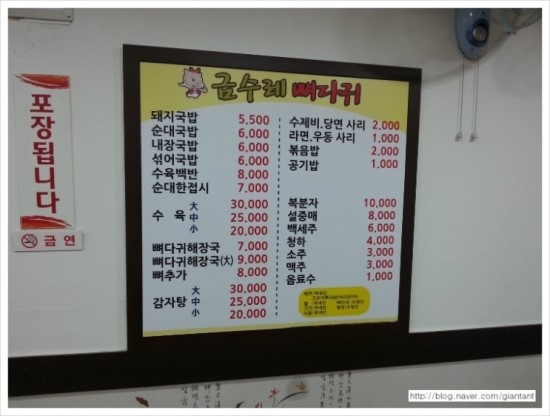 금수레 뼈다귀
돼지국밥 5,500
순대국밥 6,000
내장국밥 6,000
섞어국밥 6,000
수육백반 8,000
순대한접시 7,000
수 육 大 30,000
中 25,000
小 20,000
뼈다귀해장국 7,000
뼈다귀해장국(大) 9,000
뼈추가 8,000
감자탕 大 30,000
中 25,000
小 20,000
수제비,당면 사리 2,000
라면,우동 사리 1,000
볶음밥 2,000
공기밥 1,000
복분자 10,000
설중매 8,000
백세주 6,000
청하 4,000
소주 3,000
맥주 3,000
음료수 1,000
포장됩니다
금연
http://blog.naver.com/giantant